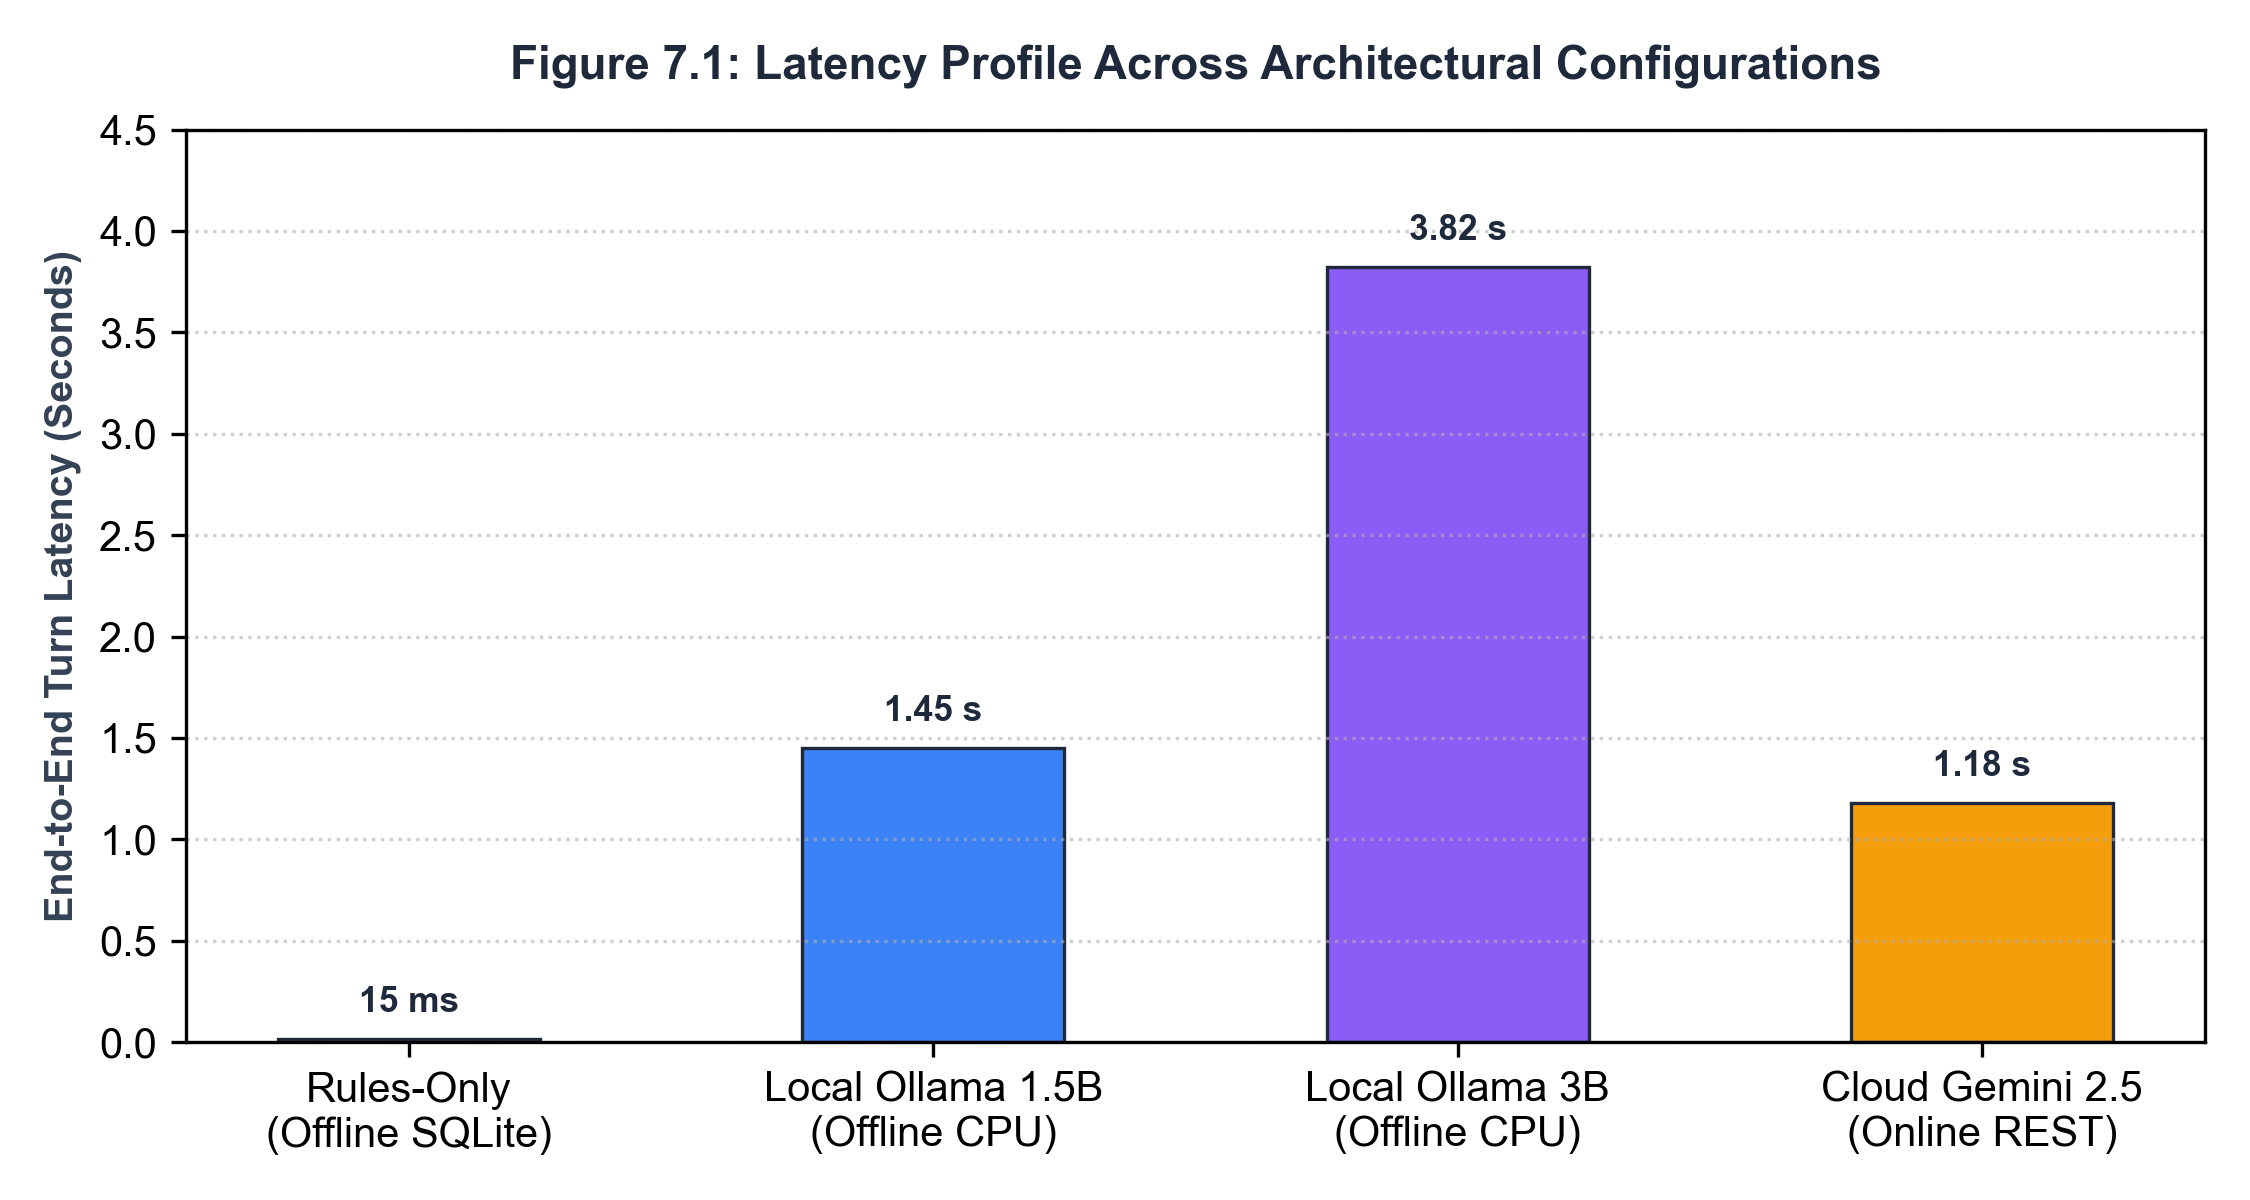 Figure 7.1: Latency Profile Across Architectural Configurations
End-to-End Turn Latency (Seconds)
4.5
4.0
3.5
3.0
2.5
2.0
1.5
1.0
0.5
0.0
15 ms
1.45 s
3.82 s
1.18 s
Rules-Only
(Offline SQLite)
Local Ollama 1.5B
(Offline CPU)
Local Ollama 3B
(Offline CPU)
Cloud Gemini 2.5
(Online REST)